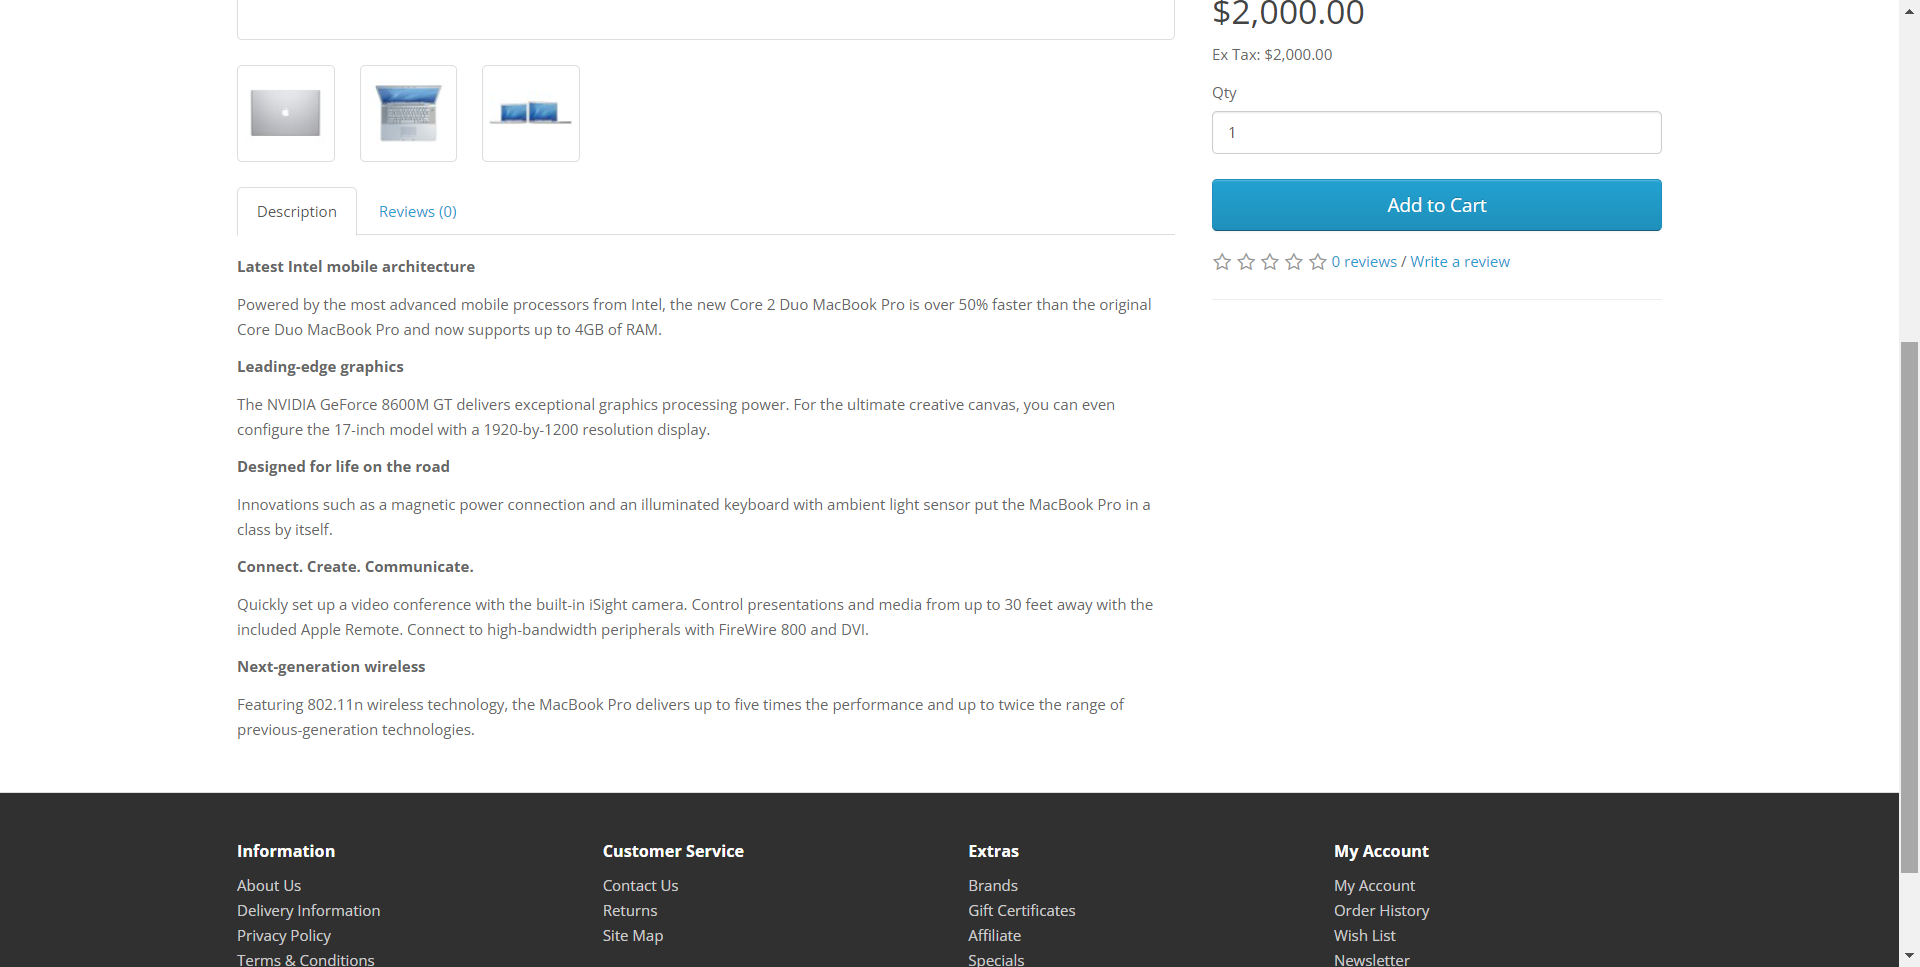 $2,000.00
Ex Tax: $2,000.00
Qty
1
Add to Cart
0 reviews / Write a review
Description
Reviews (0)
Latest Intel mobile architecture
Powered by the most advanced mobile processors from Intel, the new Core 2 Duo MacBook Pro is over 50% faster than the original
Core Duo MacBook Pro and now supports up to 4GB of RAM.
Leading-edge graphics
The NVIDIA GeForce 8600M GT delivers exceptional graphics processing power. For the ultimate creative canvas, you can even
configure the 17-inch model with a 1920-by-1200 resolution display.
Designed for life on the road
Innovations such as a magnetic power connection and an illuminated keyboard with ambient light sensor put the MacBook Pro in a
class by itself.
Connect. Create. Communicate.
Quickly set up a video conference with the built-in iSight camera. Control presentations and media from up to 30 feet away with the
included Apple Remote. Connect to high-bandwidth peripherals with FireWire 800 and DVI.
Next-generation wireless
Featuring 802.11n wireless technology, the MacBook Pro delivers up to five times the performance and up to twice the range of
previous-generation technologies.
Information
About Us
Delivery Information
Privacy Policy
Terms & Conditions
Customer Service
Contact Us
Returns
Site Map
Extras
Brands
Gift Certificates
Affiliate
Specials
My Account
My Account
Order History
Wish List
Newsletter